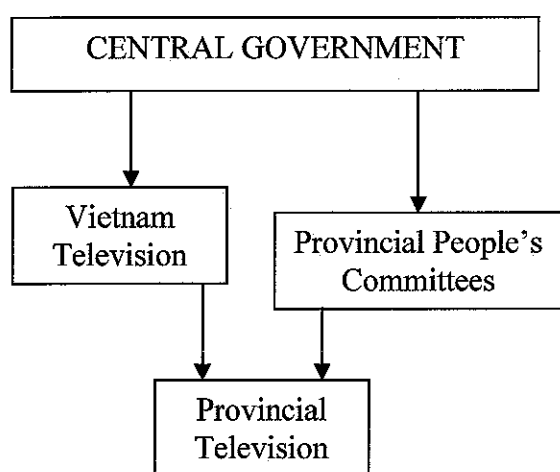 CENTRAL GOVERNMENT
Vietnam
Television
Provincial People's
Committees
Provincial
Television